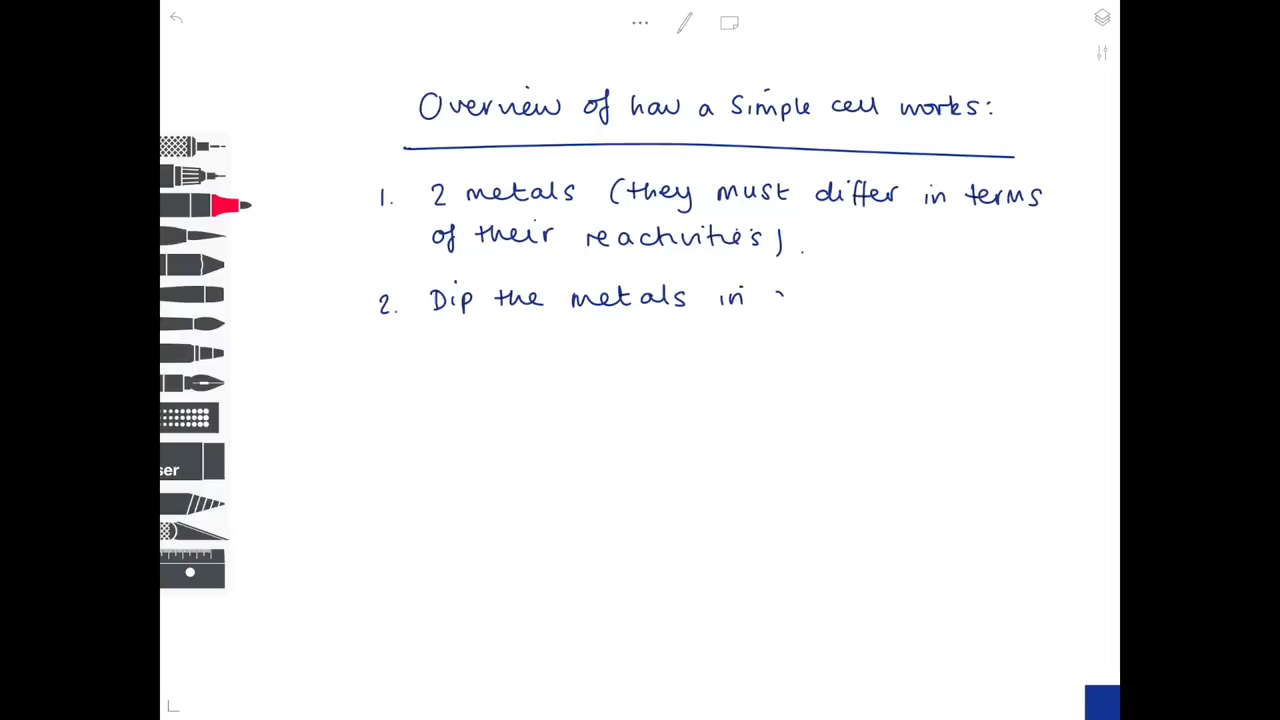 Overview of how a simple cell works:
1. 2 metals (they must differ in terms
of their reactivities).
2. Dip the metals in
ser